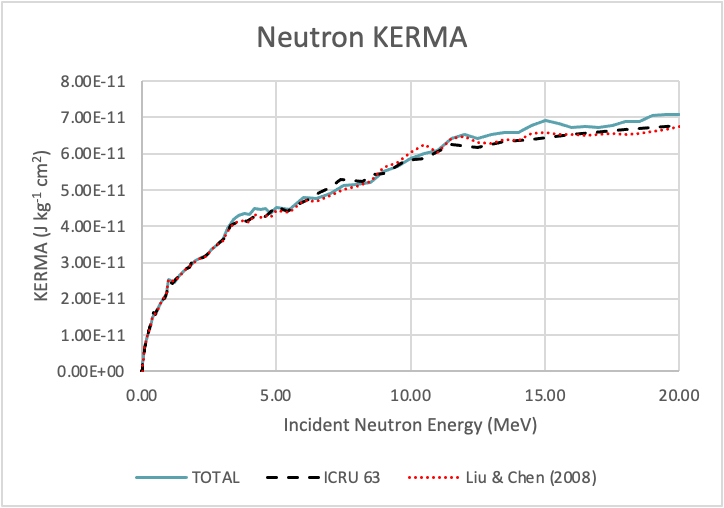 Neutron KERMA
KERMA (J kg⁻¹ cm²)
8.00E-11
7.00E-11
6.00E-11
5.00E-11
4.00E-11
3.00E-11
2.00E-11
1.00E-11
0.00E+00
0.00 5.00 10.00 15.00 20.00
Incident Neutron Energy (MeV)
TOTAL ICRU 63 Liu & Chen (2008)